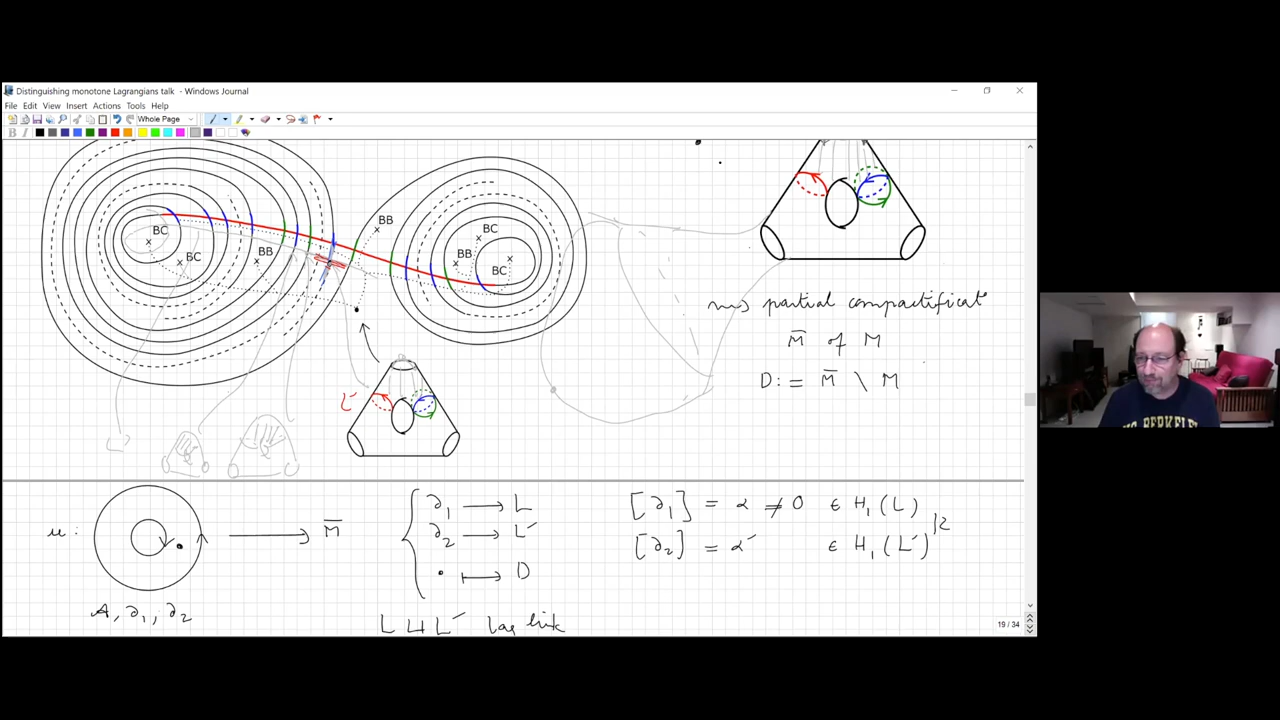 Distinguishing monotone Lagrangians talk - Windows Journal
File Edit View Insert Actions Tools Help
Whole Page
B I
BC
BC
BB
BB
BC
BB
BC
L'
⇝ partial compactificat°
M̄ of M
D := M̄ \ M
u :
M̄
A, ∂₁, ∂₂
∂₁ → L
∂₂ → L'
• ↦ D
L ⊔ L' Lag link
[∂₁] = α ≠ 0 ∈ H₁(L)
[∂₂] = α' ∈ H₁(L')
19 / 34
BERKELEY